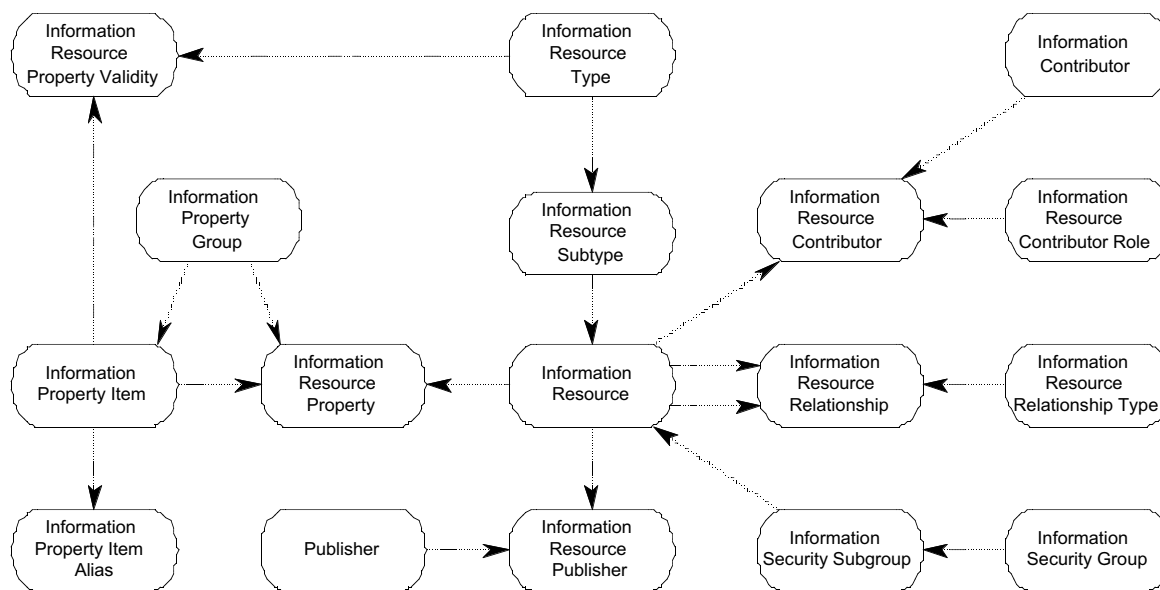 Information
Resource
Property Validity
Information
Resource
Type
Information
Contributor
Information
Property
Group
Information
Resource
Subtype
Information
Resource
Contributor
Information
Resource
Contributor Role
Information
Property Item
Information
Resource
Property
Information
Resource
Information
Resource
Relationship
Information
Resource
Relationship Type
Information
Property Item
Alias
Publisher
Information
Resource
Publisher
Information
Security Subgroup
Information
Security Group